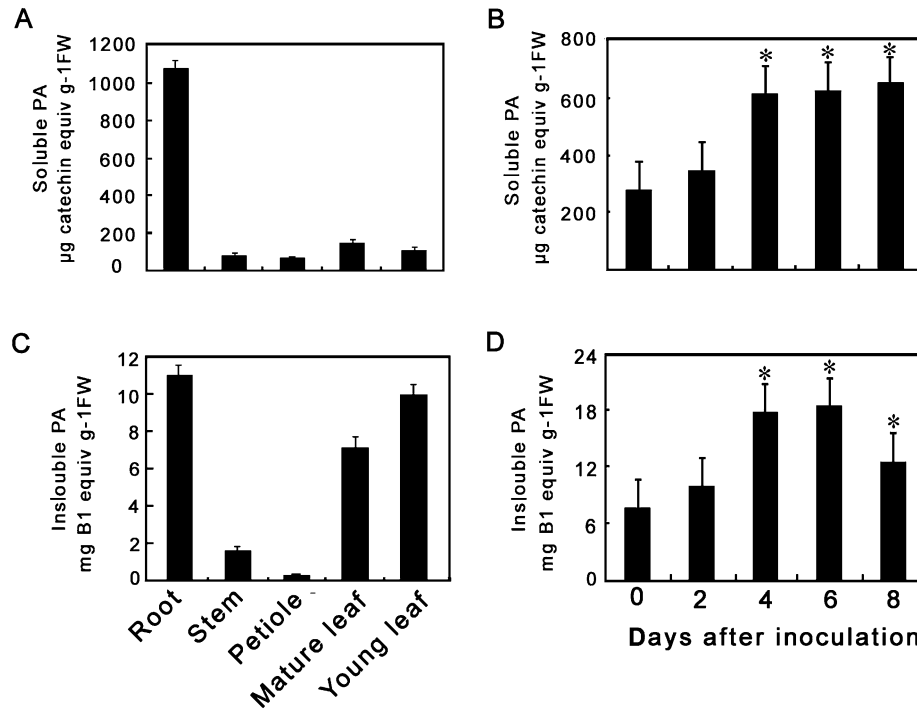 A
Soluble PA
µg catechin equiv g-1FW
1200
1000
800
600
400
200
0
B
Soluble PA
µg catechin equiv g-1FW
800
600
400
200
*
*
*
C
Inslouble PA
mg B1 equiv g-1FW
12
10
8
6
4
2
0
Root
Stem
Petiole
Mature leaf
Young leaf
D
Inslouble PA
mg B1 equiv g-1FW
24
18
12
6
0
*
*
*
0 2 4 6 8
Days after inoculation